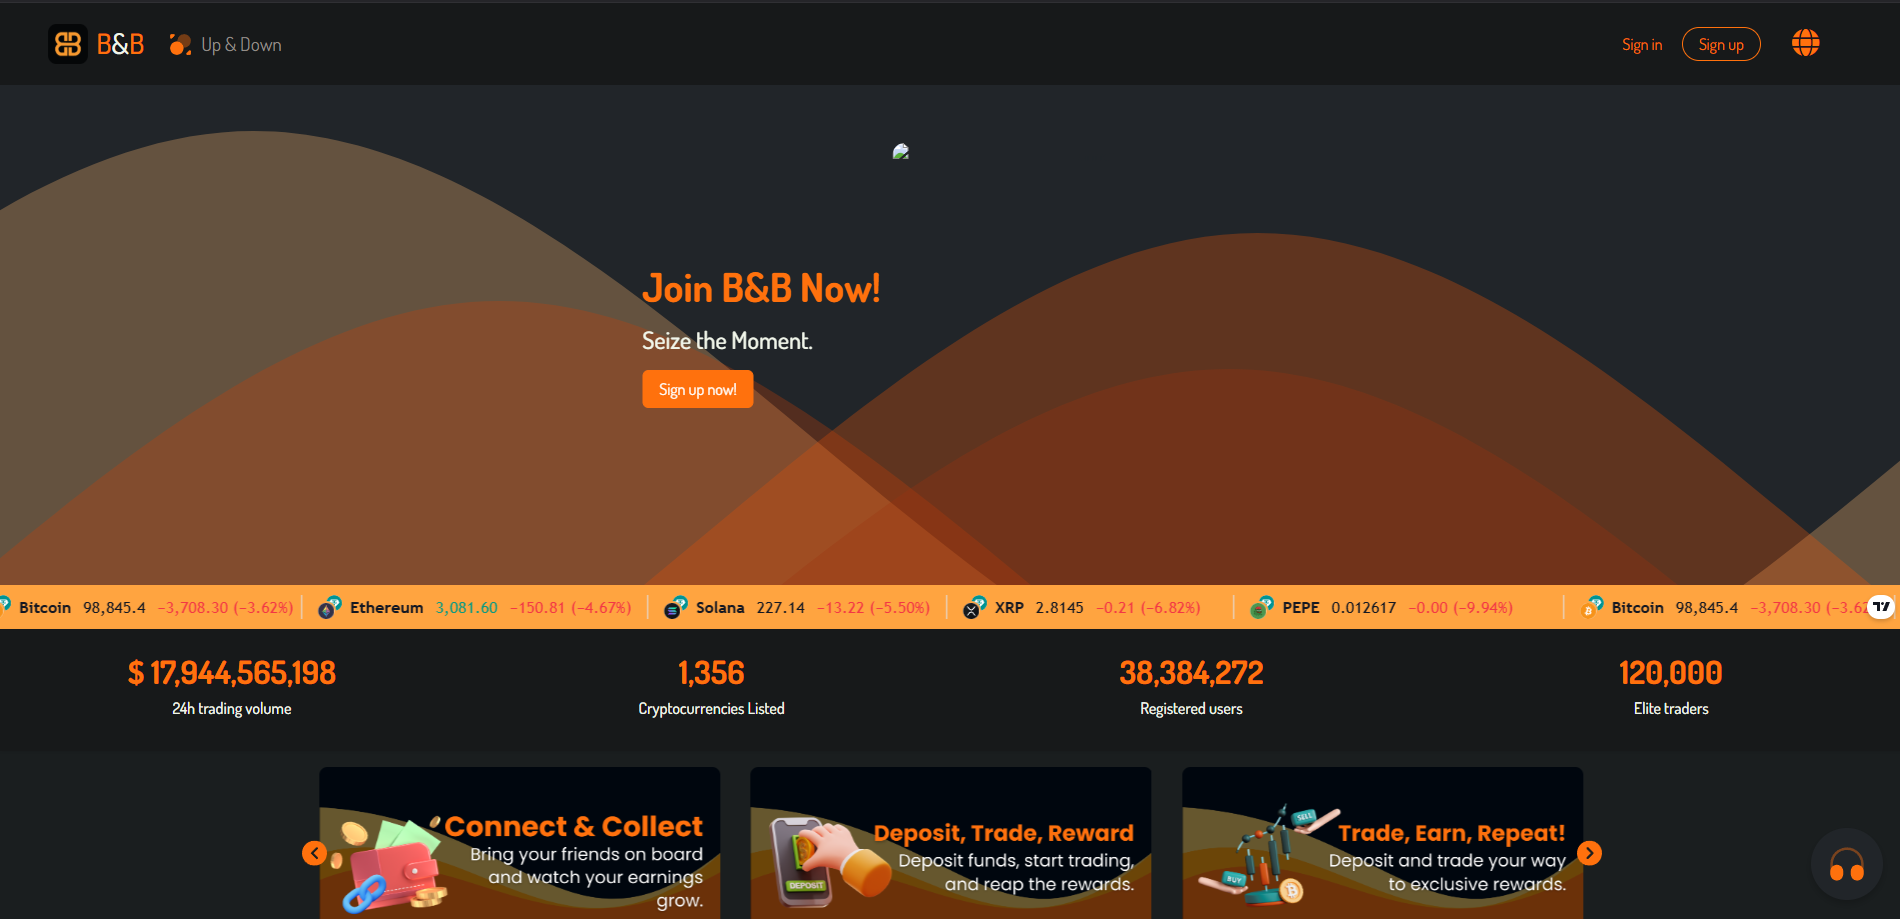 B&B Up & Down Sign in Sign up
Join B&B Now!
Seize the Moment.
Sign up now!
Bitcoin 98,845.4 −3,708.30 (−3.62%) Ethereum 3,081.60 −150.81 (−4.67%) Solana 227.14 −13.22 (−5.50%) XRP 2.8145 −0.21 (−6.82%) PEPE 0.012617 −0.00 (−9.94%) Bitcoin 98,845.4 −3,708.30 (−3.62
$ 17,944,565,198 1,356 38,384,272 120,000
24h trading volume Cryptocurrencies Listed Registered users Elite traders
Connect & Collect
Bring your friends on board
and watch your earnings
grow.
DEPOSIT
Deposit, Trade, Reward
Deposit funds, start trading,
and reap the rewards.
SELL
BUY
Trade, Earn, Repeat!
Deposit and trade your way
to exclusive rewards.